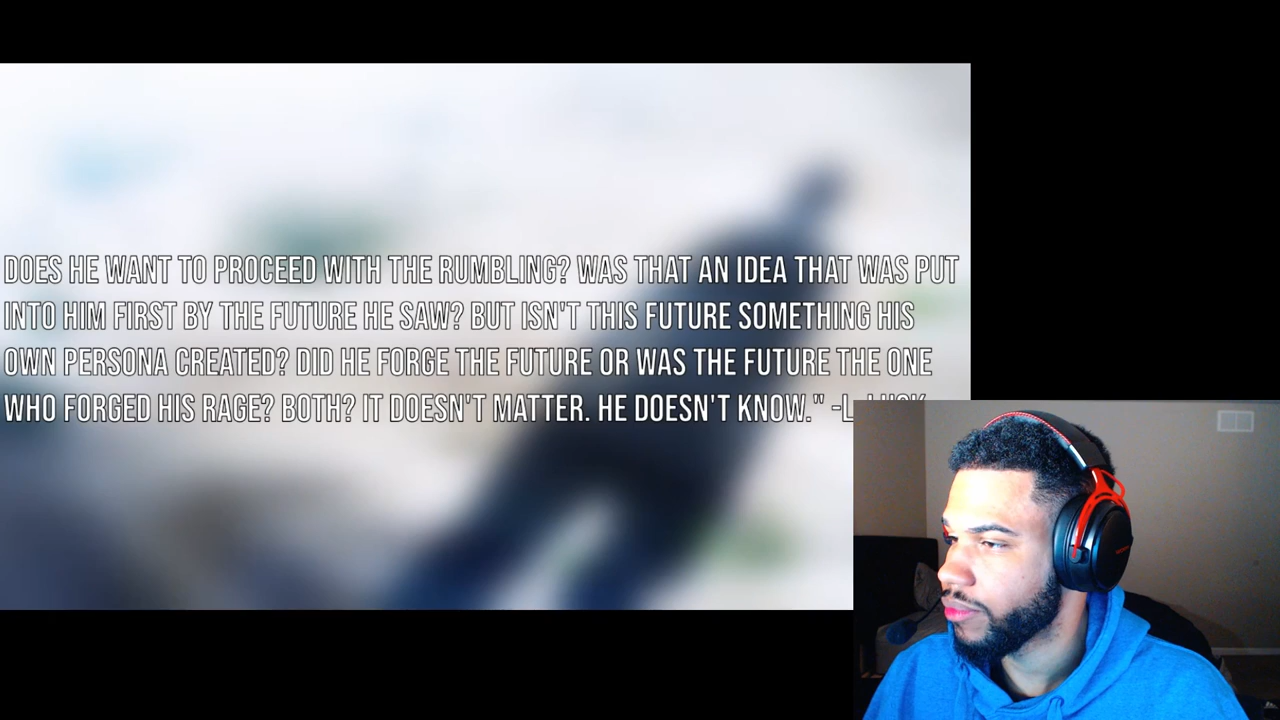 DOES HE WANT TO PROCEED WITH THE RUMBLING? WAS THAT AN IDEA THAT WAS PUT
INTO HIM FIRST BY THE FUTURE HE SAW? BUT ISN'T THIS FUTURE SOMETHING HIS
OWN PERSONA CREATED? DID HE FORGE THE FUTURE OR WAS THE FUTURE THE ONE
WHO FORGED HIS RAGE? BOTH? IT DOESN'T MATTER. HE DOESN'T KNOW." -L. LUCK